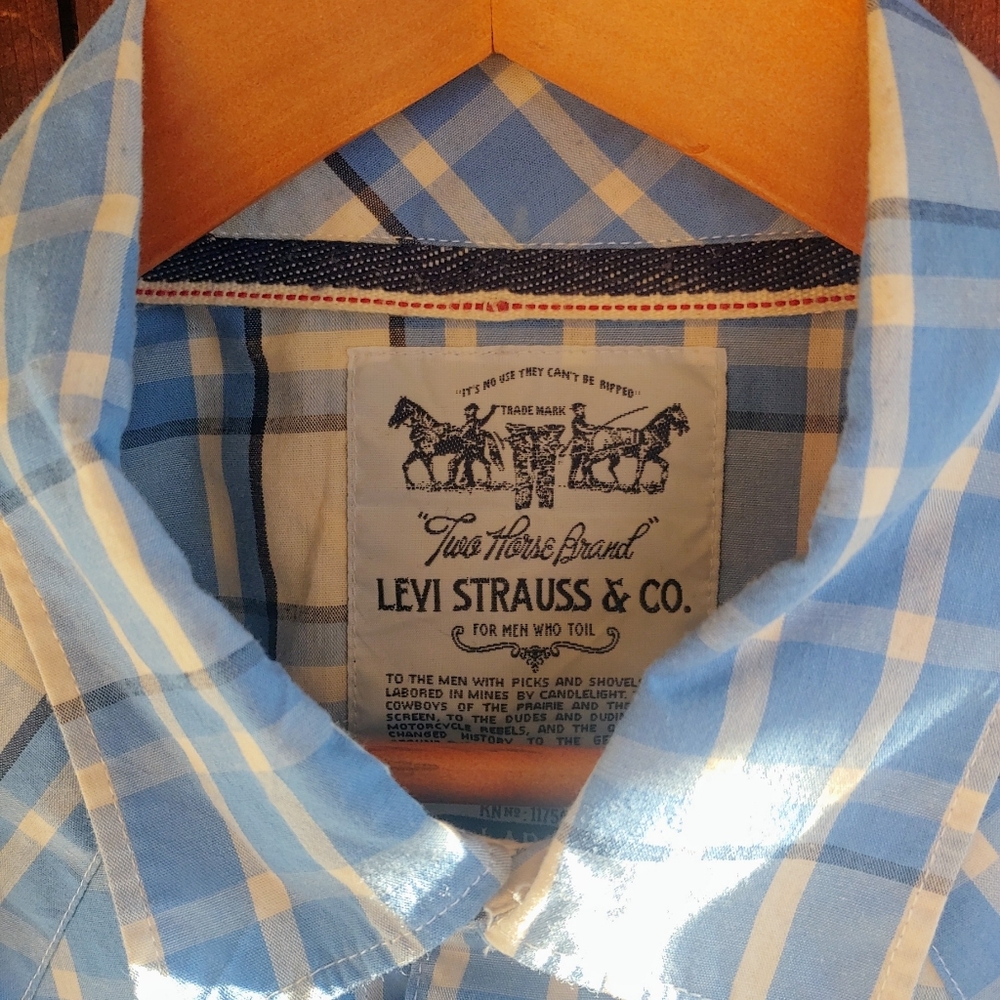 "IT'S NO USE THEY CAN'T BE RIPPED"
TRADE MARK
"Two Horse Brand"
LEVI STRAUSS & CO.
FOR MEN WHO TOIL
TO THE MEN WITH PICKS AND SHOVELS
LABORED IN MINES BY CANDLELIGHT.
COWBOYS OF THE PRAIRIE AND THE
SCREEN, TO THE DUDES AND
MOTORCYCLE REBELS, AND THE
CHANGED HISTORY TO THE
RN No-